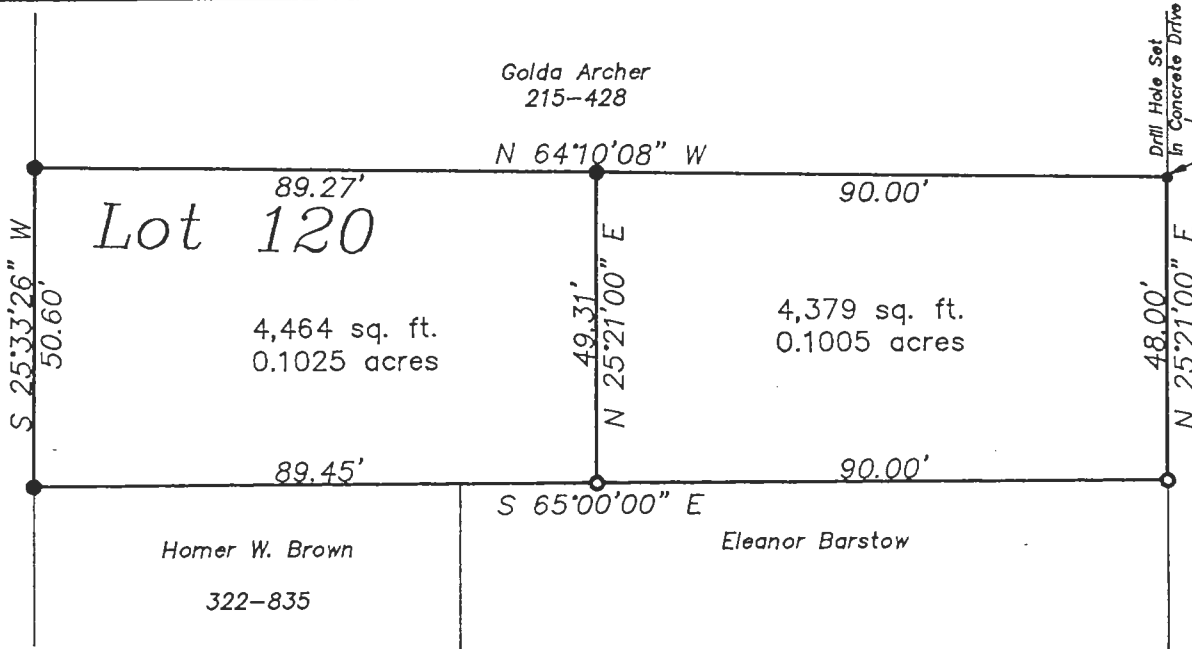 Golda Archer
215-428
Drill Hole Set
In Concrete Drive
N 64°10'08" W
89.27'
90.00'
Lot 120
S 25°33'26" W
50.60'
4,464 sq. ft.
0.1025 acres
49.31'
N 25°21'00" E
4,379 sq. ft.
0.1005 acres
48.00'
N 25°21'00" E
89.45'
90.00'
S 65°00'00" E
Homer W. Brown
322-835
Eleanor Barstow